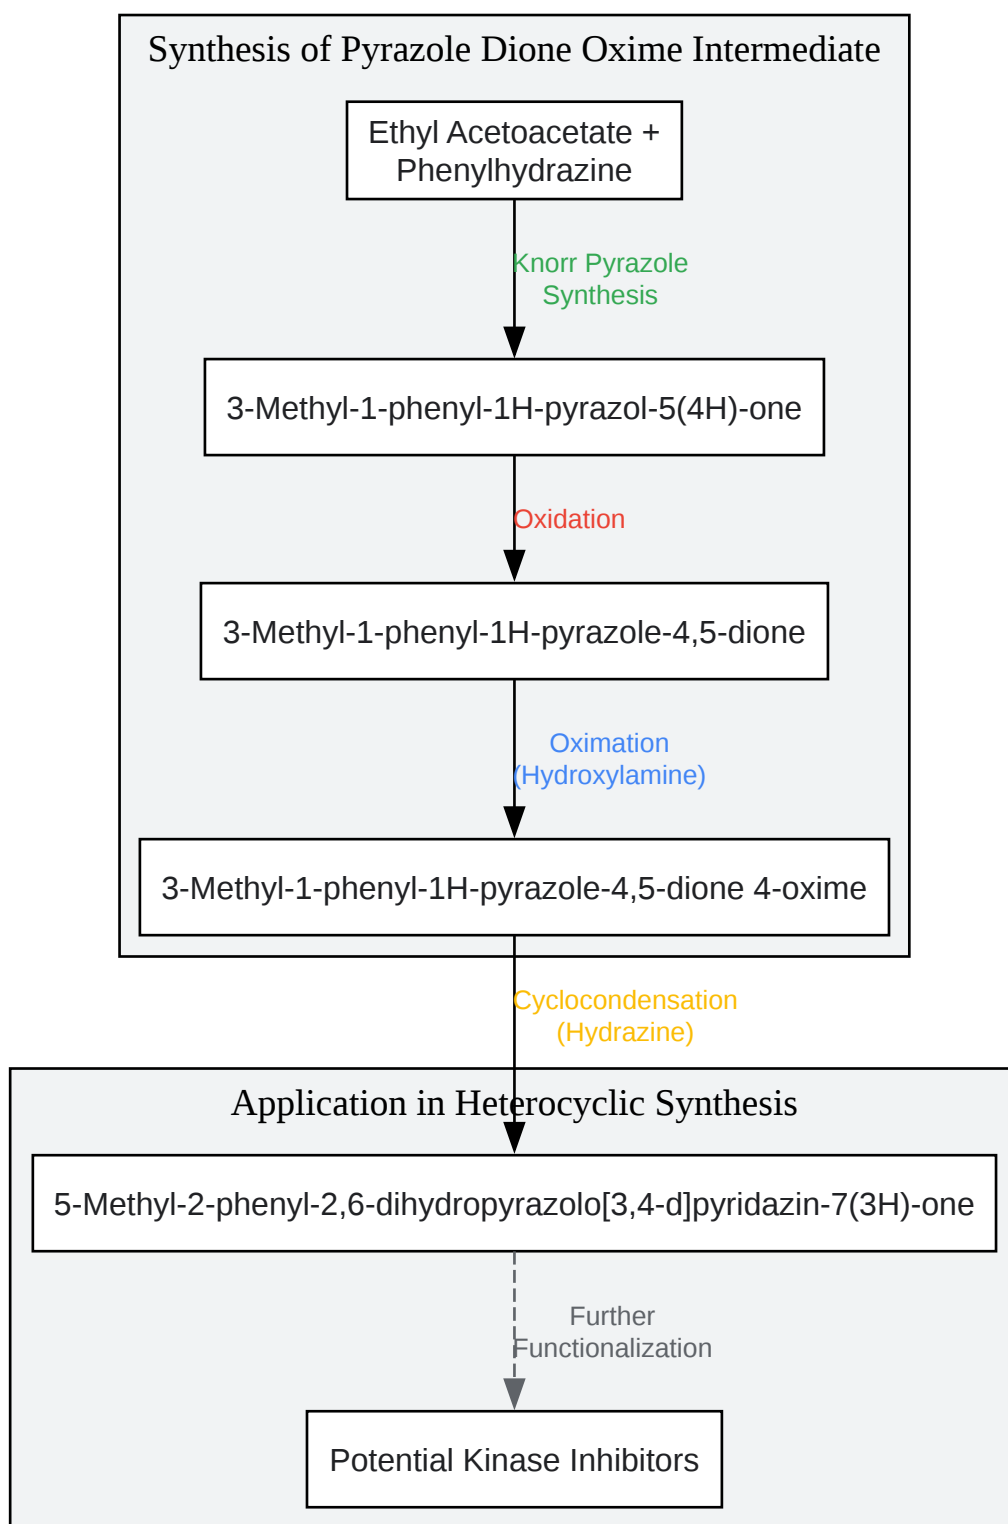 Synthesis of Pyrazole Dione Oxime Intermediate
Ethyl Acetoacetate +
Phenylhydrazine
Knorr Pyrazole
Synthesis
3-Methyl-1-phenyl-1H-pyrazol-5(4H)-one
Oxidation
3-Methyl-1-phenyl-1H-pyrazole-4,5-dione
Oximation
(Hydroxylamine)
3-Methyl-1-phenyl-1H-pyrazole-4,5-dione 4-oxime
Cyclocondensation
(Hydrazine)
Application in Heterocyclic Synthesis
5-Methyl-2-phenyl-2,6-dihydropyrazolo[3,4-d]pyridazin-7(3H)-one
Further
Functionalization
Potential Kinase Inhibitors